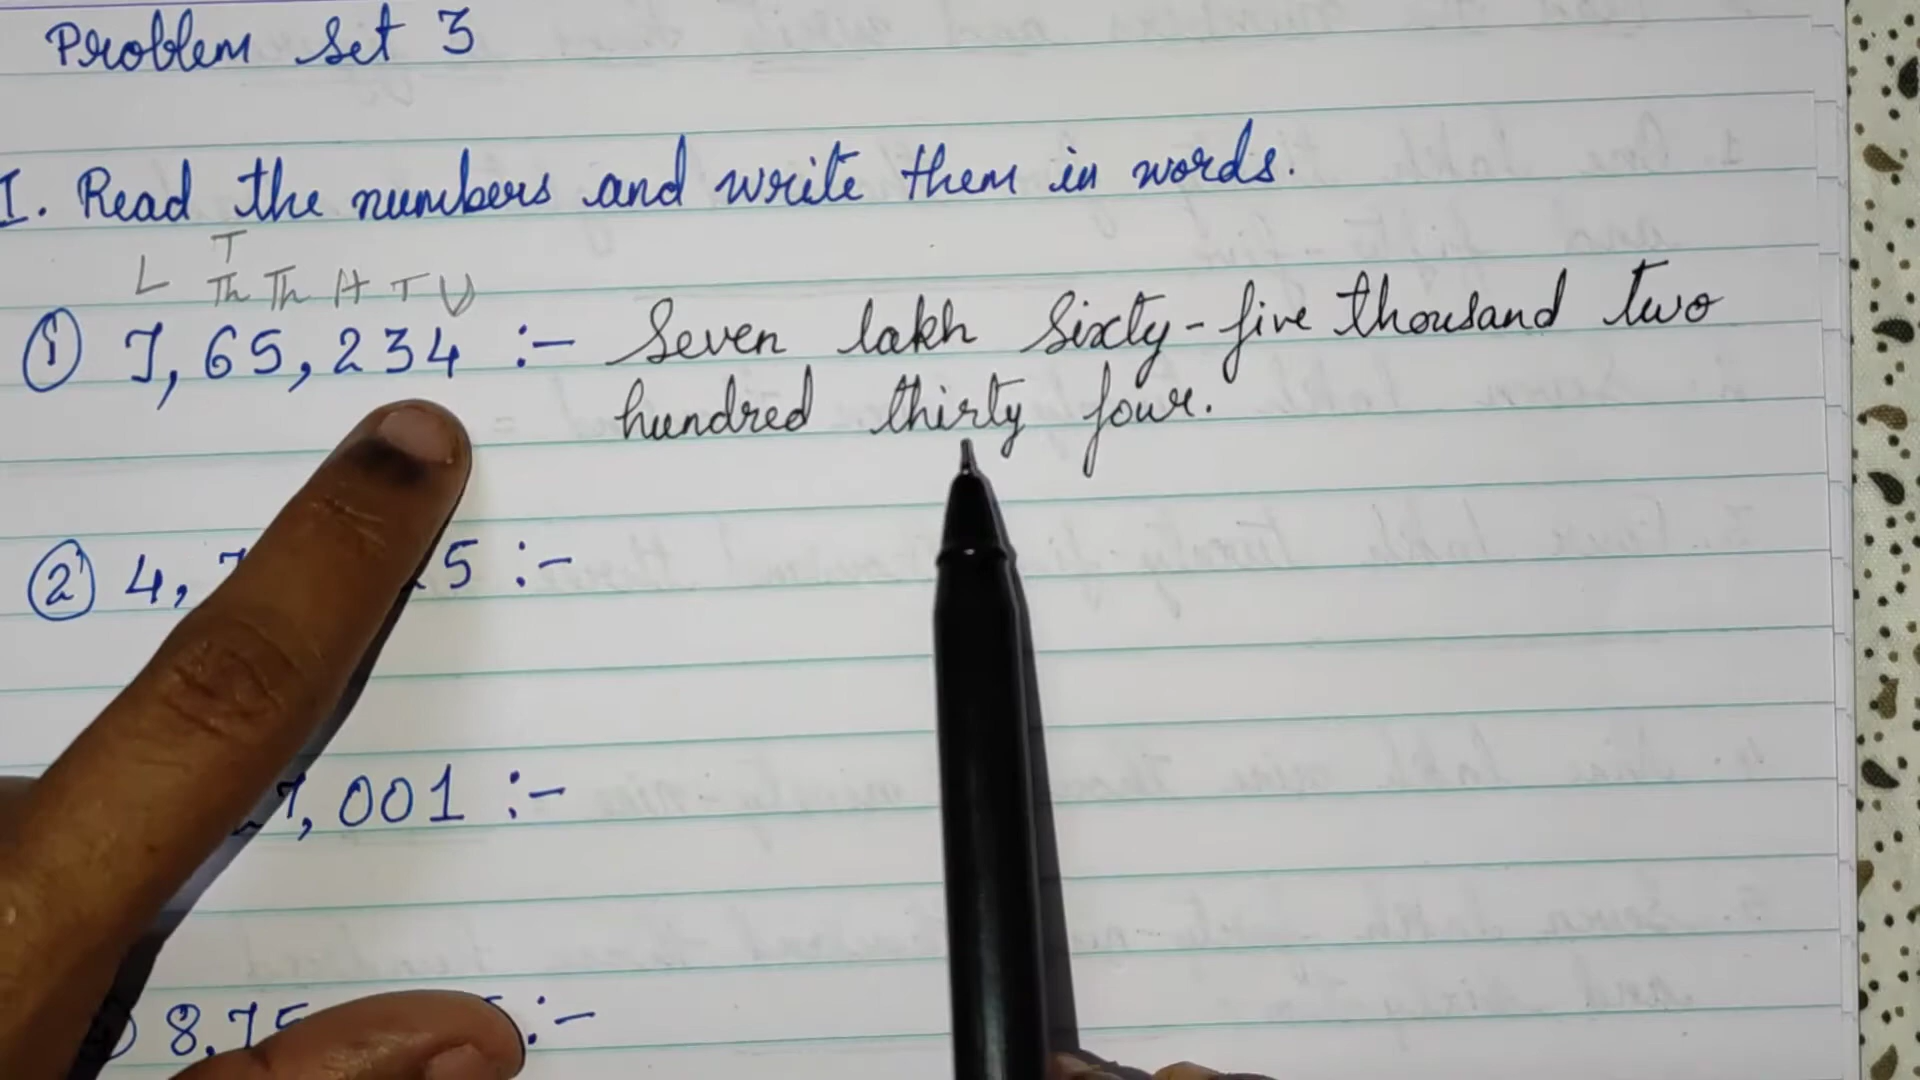 Problem Set 3
I. Read the numbers and write them in words.
T
L Th Th H T U
① 7,65,234 :- Seven lakh Sixty-five thousand two
hundred thirty four.
② 4, 5 :-
7,001 :-
8,75 :-